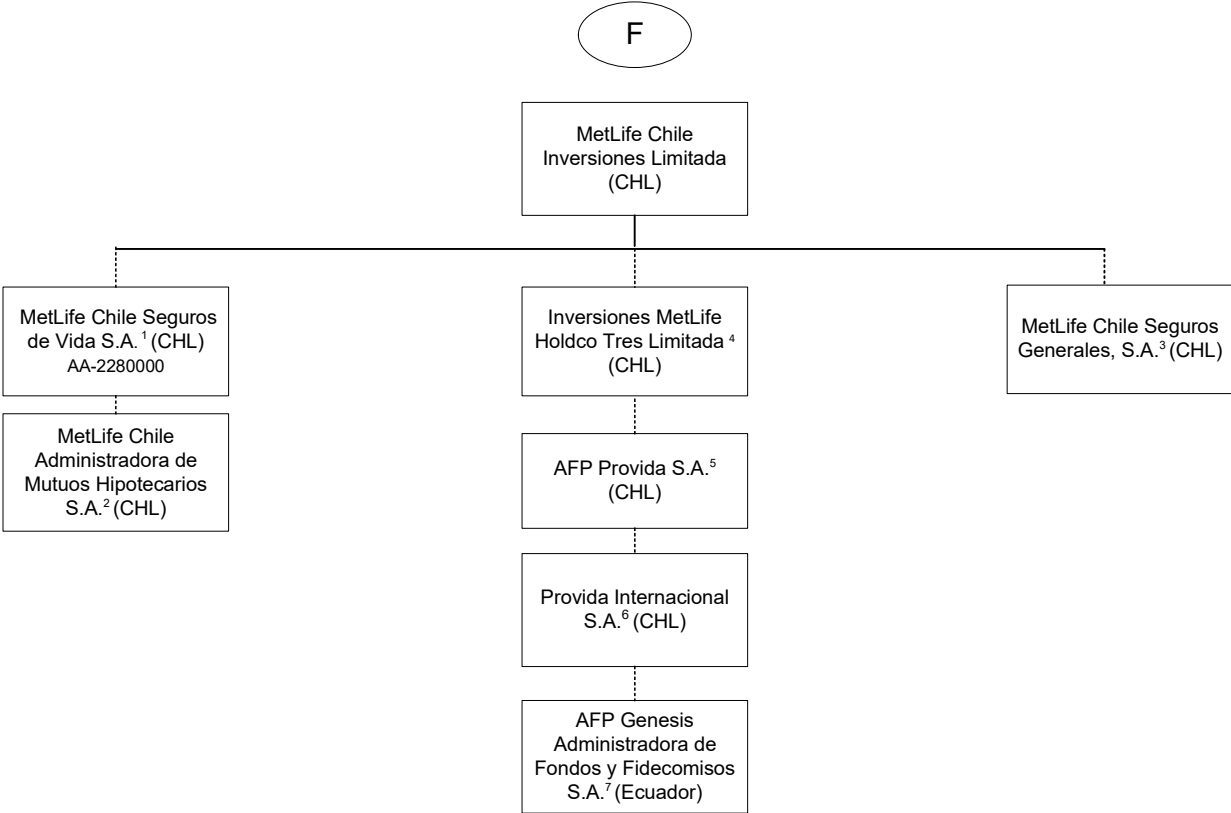 F
MetLife Chile
Inversiones Limitada
(CHL)
MetLife Chile Seguros
de Vida S.A. ¹ (CHL)
AA-2280000
Inversiones MetLife
Holdco Tres Limitada ⁴
(CHL)
MetLife Chile Seguros
Generales, S.A.³ (CHL)
MetLife Chile
Administradora de
Mutuos Hipotecarios
S.A.² (CHL)
AFP Provida S.A.⁵
(CHL)
Provida Internacional
S.A.⁶ (CHL)
AFP Genesis
Administradora de
Fondos y Fidecomisos
S.A.⁷ (Ecuador)